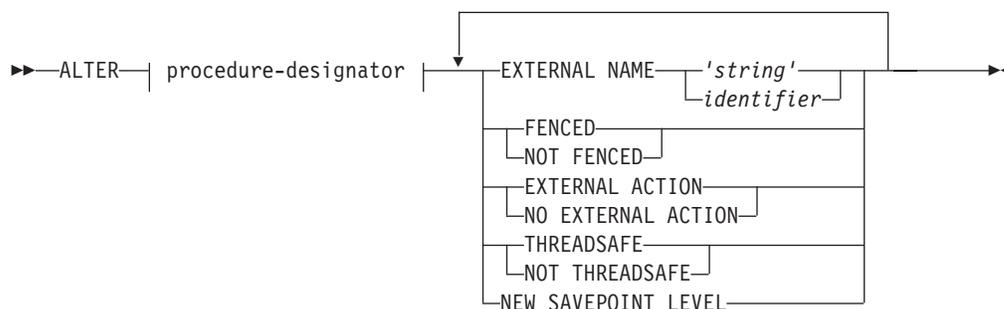 ALTER procedure-designator EXTERNAL NAME 'string'
identifier
FENCED
NOT FENCED
EXTERNAL ACTION
NO EXTERNAL ACTION
THREADSAFE
NOT THREADSAFE
NEW SAVEPOINT LEVEL